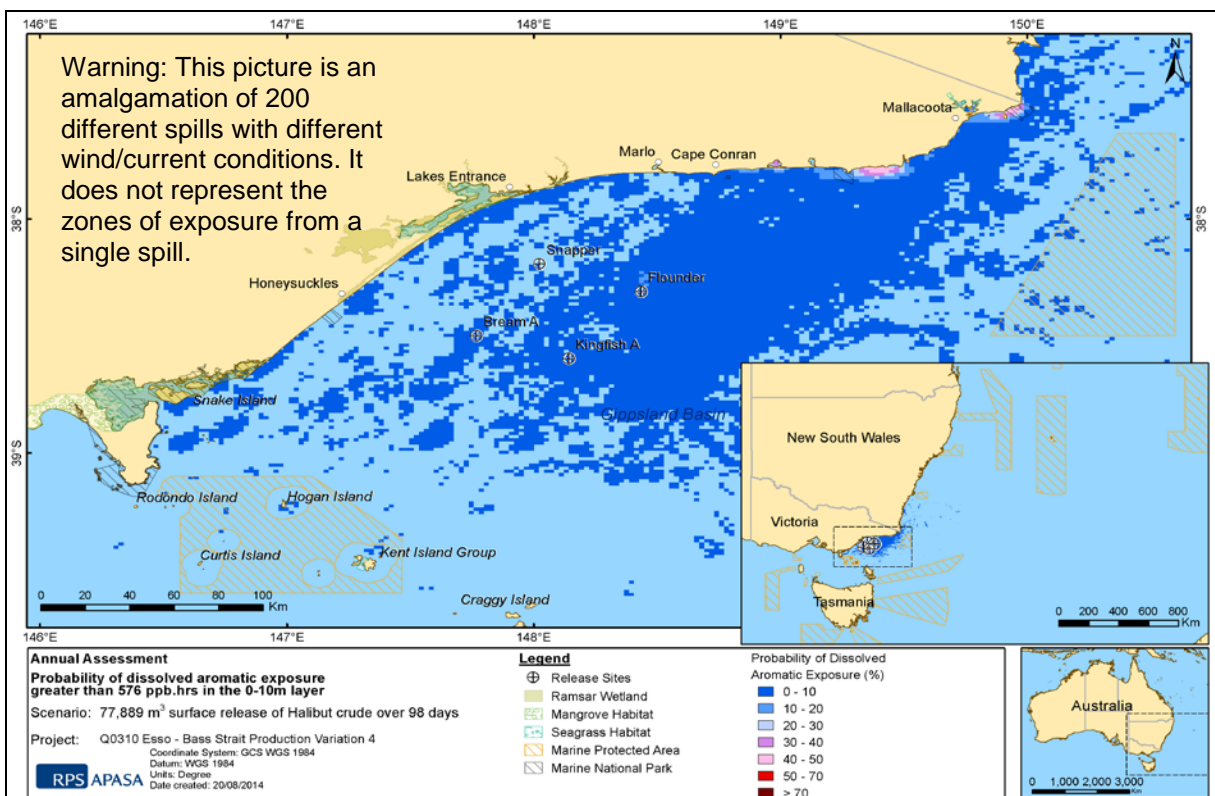 146°E
147°E
148°E
149°E
150°E
Warning: This picture is an
amalgamation of 200
different spills with different
wind/current conditions. It
does not represent the
zones of exposure from a
single spill.
N
Mallacoota
Marlo
Cape Conran
Lakes Entrance
38°S
38°S
Snapper
Honeysuckles
Flounder
Bream A
Kingfish A
Snake Island
Gippsland Basin
39°S
Rodondo Island
Hogan Island
Curtis Island
Kent Island Group
Craggy Island
0 20 40 60 80 100
Km
New South Wales
Victoria
Tasmania
0 200 400 600 800
Km
146°E
147°E
148°E
Annual Assessment
Probability of dissolved aromatic exposure
greater than 576 ppb.hrs in the 0-10m layer
Scenario: 77,889 m³ surface release of Halibut crude over 98 days
Project: Q0310 Esso - Bass Strait Production Variation 4
Coordinate System: GCS WGS 1984
Datum: WGS 1984
Units: Degree
Date created: 20/08/2014
RPS APASA
Legend
Release Sites
Ramsar Wetland
Mangrove Habitat
Seagrass Habitat
Marine Protected Area
Marine National Park
Probability of Dissolved
Aromatic Exposure (%)
0 - 10
10 - 20
20 - 30
30 - 40
40 - 50
50 - 70
> 70
Australia
0 1,000 2,000 3,000
Km